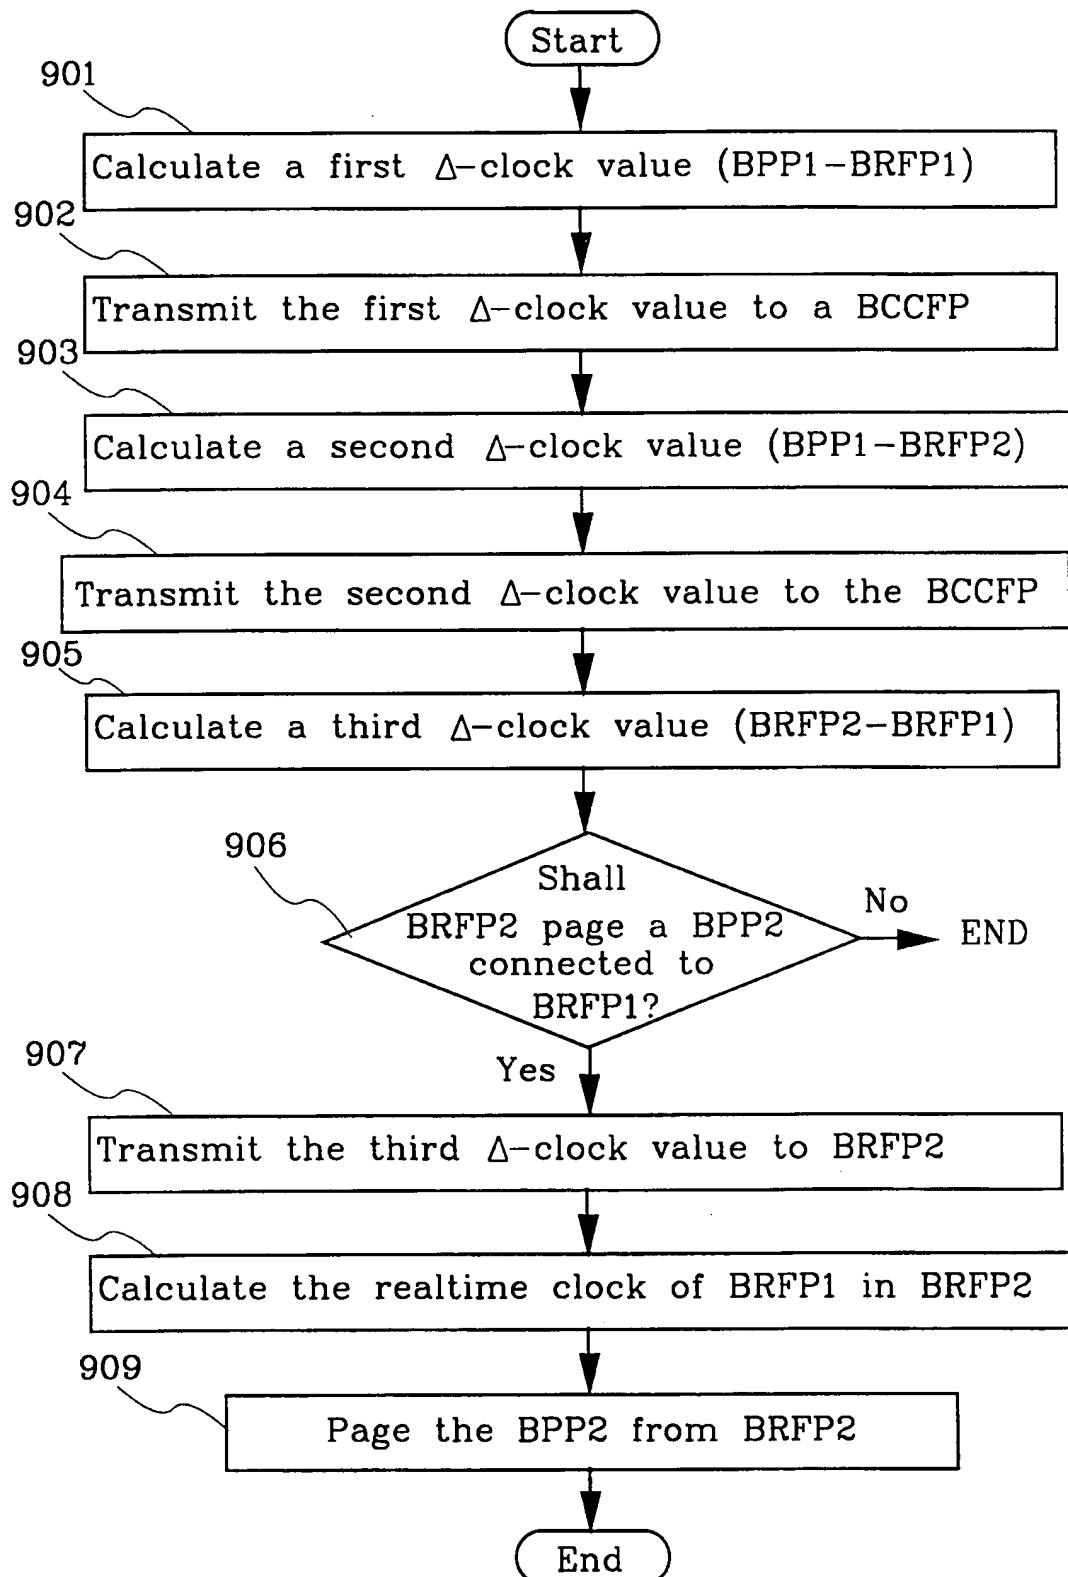 Start
901
Calculate a first Δ-clock value (BPP1-BRFP1)
902
Transmit the first Δ-clock value to a BCCFP
903
Calculate a second Δ-clock value (BPP1-BRFP2)
904
Transmit the second Δ-clock value to the BCCFP
905
Calculate a third Δ-clock value (BRFP2-BRFP1)
906
Shall
BRFP2 page a BPP2
connected to
BRFP1?
No
END
Yes
907
Transmit the third Δ-clock value to BRFP2
908
Calculate the realtime clock of BRFP1 in BRFP2
909
Page the BPP2 from BRFP2
End